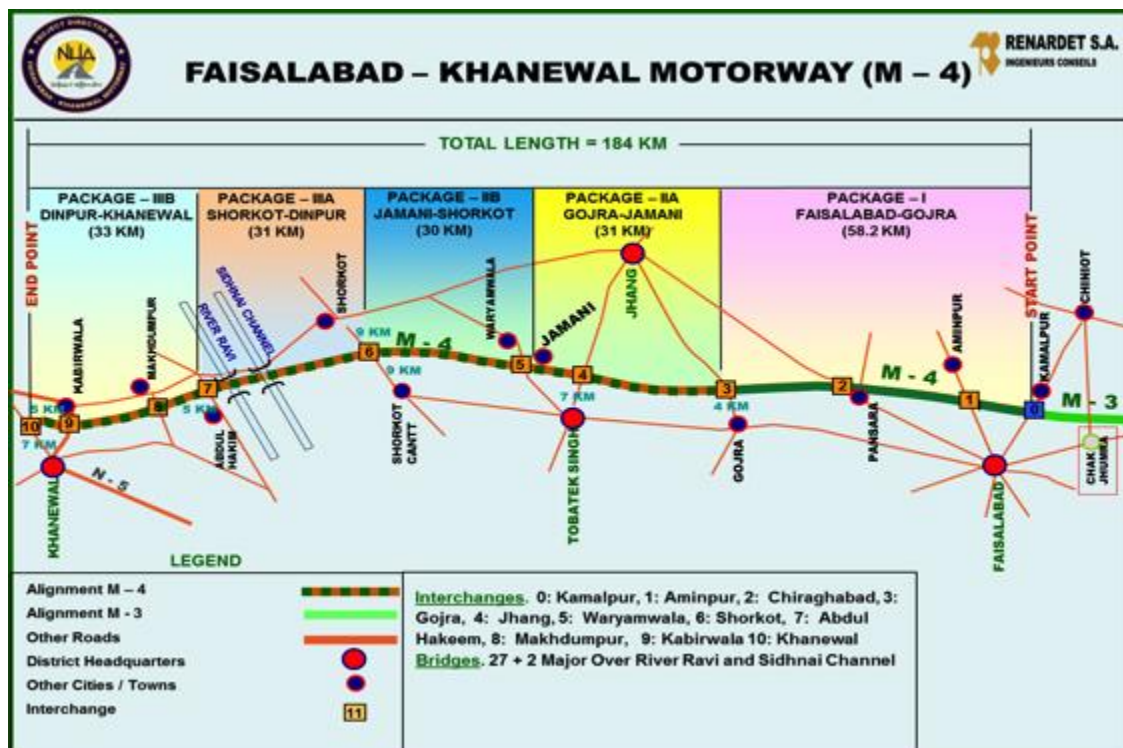 RENARDET S.A.
INGENIEURS CONSEILS
NHA
FAISALABAD – KHANEWAL MOTORWAY (M – 4)
TOTAL LENGTH = 184 KM
PACKAGE – IIIB
DINPUR-KHANEWAL
(33 KM)
PACKAGE – IIIA
SHORKOT-DINPUR
(31 KM)
PACKAGE – IIB
JAMANI-SHORKOT
(30 KM)
PACKAGE – IIA
GOJRA-JAMANI
(31 KM)
PACKAGE – I
FAISALABAD-GOJRA
(58.2 KM)
END POINT
START POINT
KABIRWALA
MAKHDUMPUR
RIVER RAVI
SIDHNAI CHANNEL
SHORKOT
WARYAMWALA
JAMANI
JHANG
AMINPUR
KAMALPUR
CHINIOT
9 KM
M - 4
M - 4
M - 3
10
9
8
7
6
5
4
3
2
1
0
5 KM
7 KM
5 KM
9 KM
7 KM
4 KM
KHANEWAL
N - 5
ABDUL
HAKIM
SHORKOT
CANTT
TOBATEK SINGH
GOJRA
PANSARA
FAISALABAD
CHAK
JHUMRA
LEGEND
Alignment M – 4
Alignment M - 3
Other Roads
District Headquarters
Other Cities / Towns
Interchange
11
Interchanges. 0: Kamalpur, 1: Aminpur, 2: Chiraghabad, 3:
Gojra, 4: Jhang, 5: Waryamwala, 6: Shorkot, 7: Abdul
Hakeem, 8: Makhdumpur, 9: Kabirwala 10: Khanewal
Bridges. 27 + 2 Major Over River Ravi and Sidhnai Channel